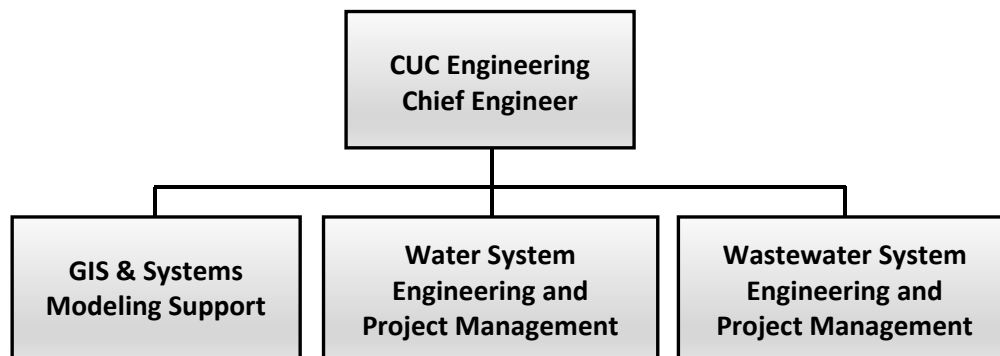 CUC Engineering
Chief Engineer
GIS & Systems
Modeling Support
Water System
Engineering and
Project Management
Wastewater System
Engineering and
Project Management